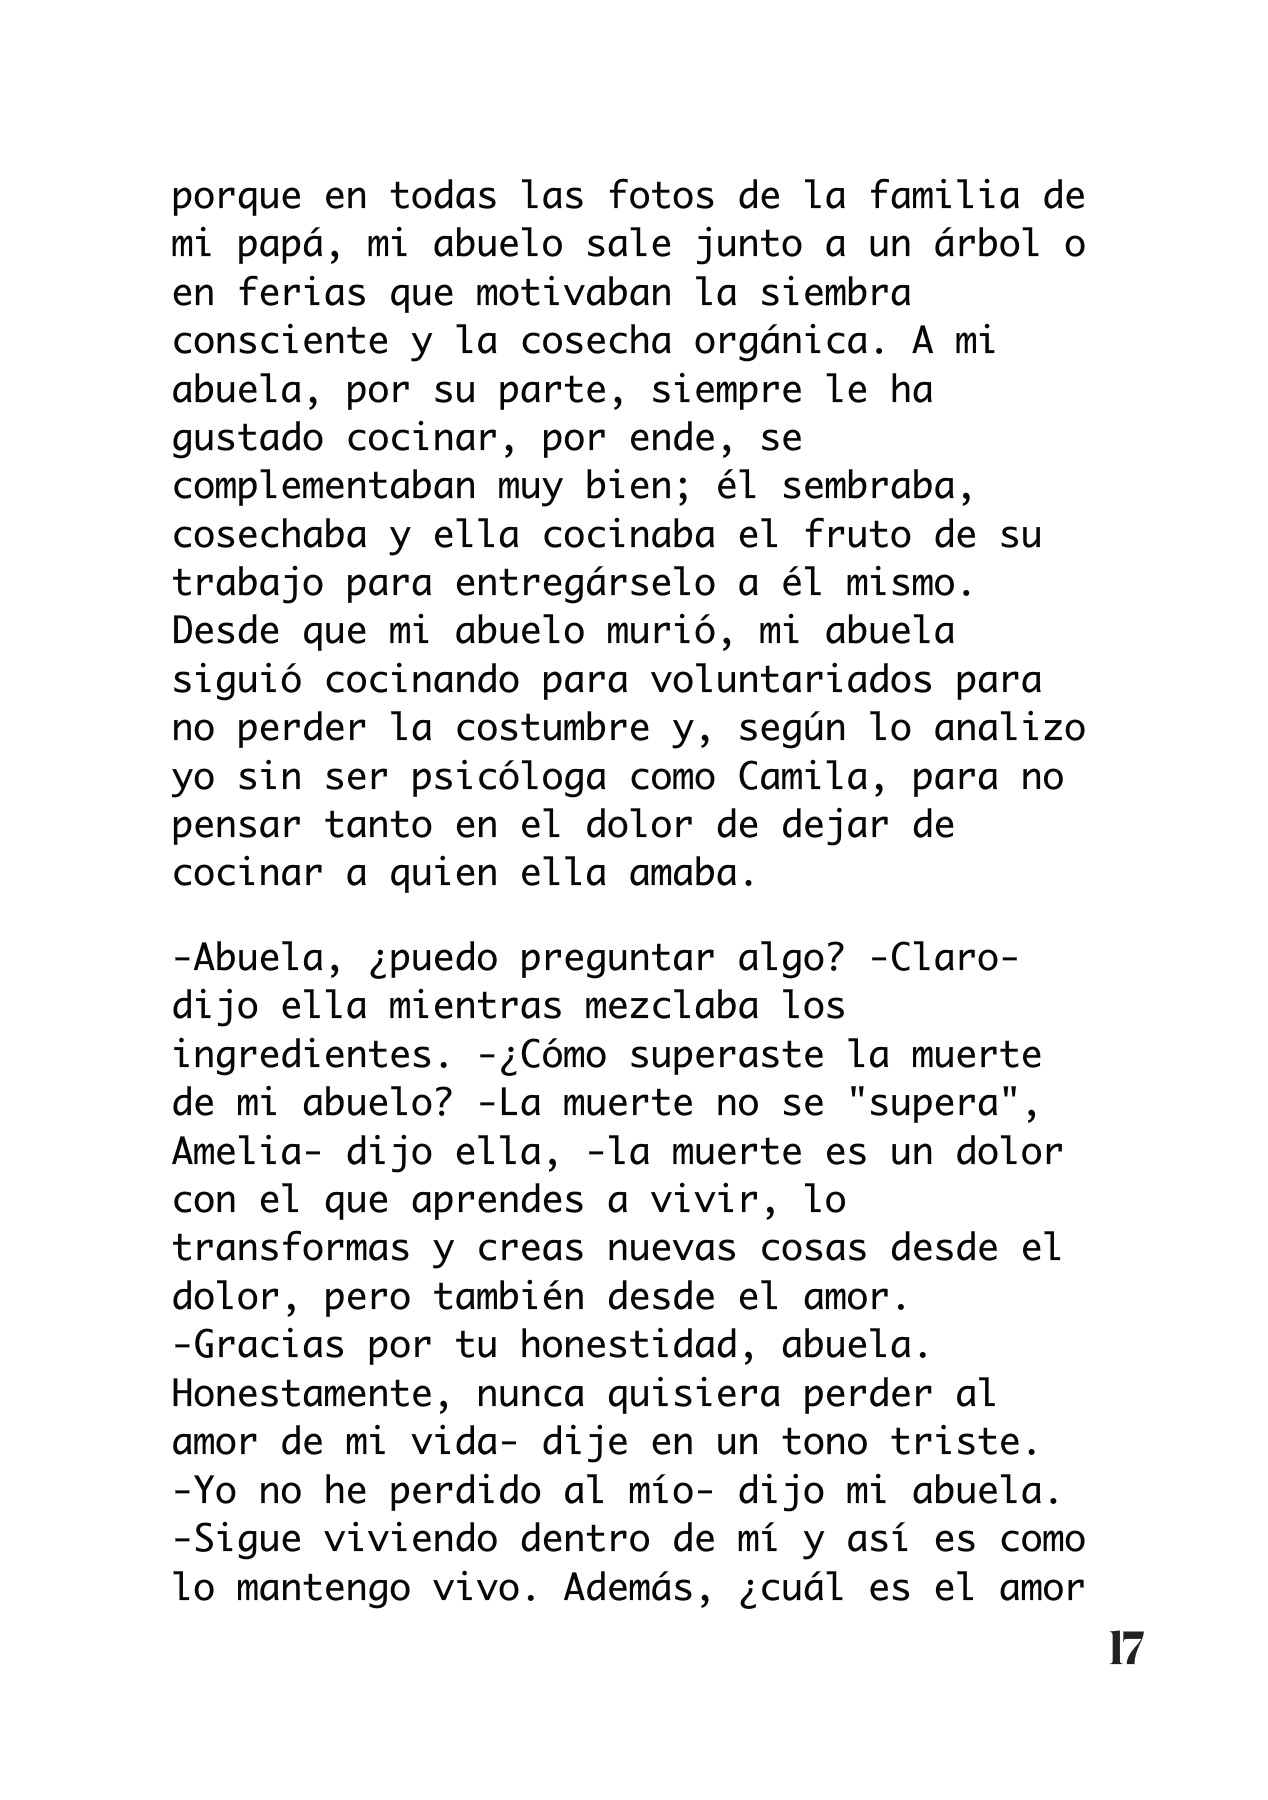 porque en todas las fotos de la familia de
mi papá, mi abuelo sale junto a un árbol o
en ferias que motivaban la siembra
consciente y la cosecha orgánica. A mi
abuela, por su parte, siempre le ha
gustado cocinar, por ende, se
complementaban muy bien; él sembraba,
cosechaba y ella cocinaba el fruto de su
trabajo para entregárselo a él mismo.
Desde que mi abuelo murió, mi abuela
siguió cocinando para voluntariados para
no perder la costumbre y, según lo analizo
yo sin ser psicóloga como Camila, para no
pensar tanto en el dolor de dejar de
cocinar a quien ella amaba.
-Abuela, ¿puedo preguntar algo? -Claro-
dijo ella mientras mezclaba los
ingredientes. -¿Cómo superaste la muerte
de mi abuelo? -La muerte no se "supera",
Amelia- dijo ella, -la muerte es un dolor
con el que aprendes a vivir, lo
transformas y creas nuevas cosas desde el
dolor, pero también desde el amor.
-Gracias por tu honestidad, abuela.
Honestamente, nunca quisiera perder al
amor de mi vida- dije en un tono triste.
-Yo no he perdido al mío- dijo mi abuela.
-Sigue viviendo dentro de mí y así es como
lo mantengo vivo. Además, ¿cuál es el amor
17